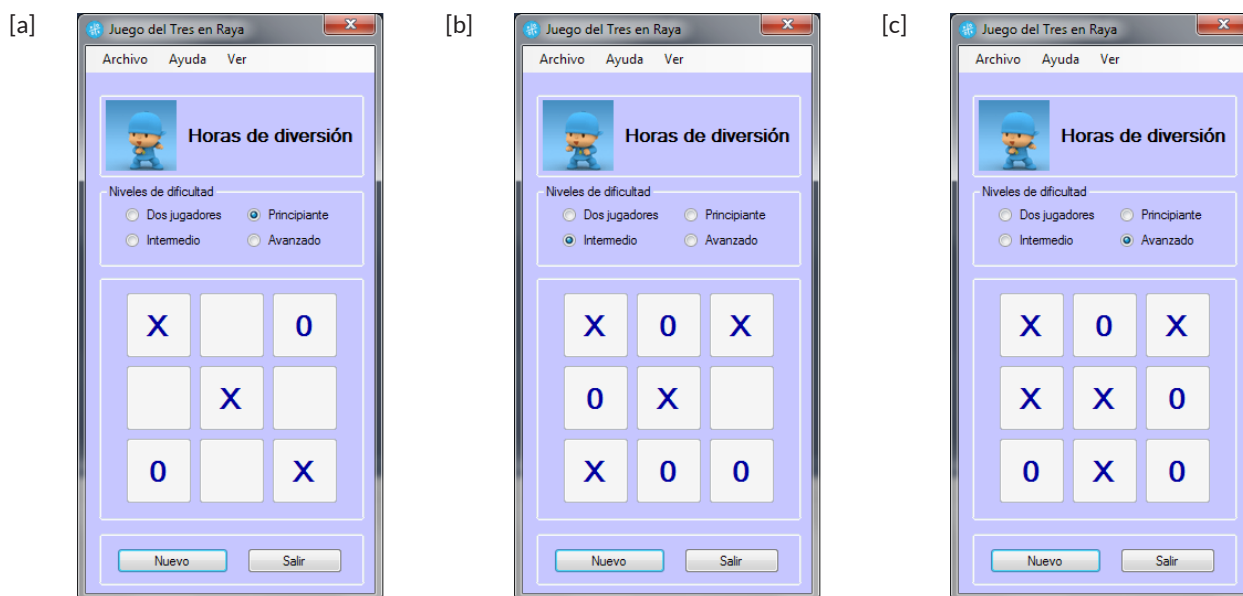 [a] Juego del Tres en Raya X
Archivo Ayuda Ver
Horas de diversión
Niveles de dificultad
Dos jugadores Principiante
Intermedio Avanzado
X 0
X
0 X
Nuevo Salir
[b] Juego del Tres en Raya X
Archivo Ayuda Ver
Horas de diversión
Niveles de dificultad
Dos jugadores Principiante
Intermedio Avanzado
X 0 X
0 X
X 0 0
Nuevo Salir
[c] Juego del Tres en Raya X
Archivo Ayuda Ver
Horas de diversión
Niveles de dificultad
Dos jugadores Principiante
Intermedio Avanzado
X 0 X
X X 0
0 X 0
Nuevo Salir